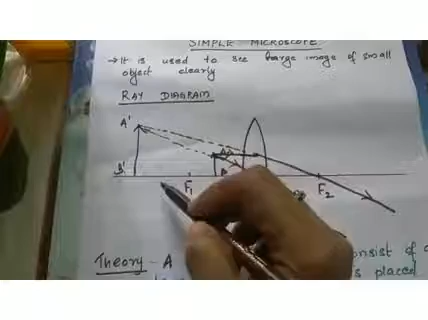 SIMPLE MICROSCOPE
→ It is used to see large image of small
object clearly
RAY DIAGRAM
A'
A
B'
B
F₁
F₂
Theory - A
consist of
s placed